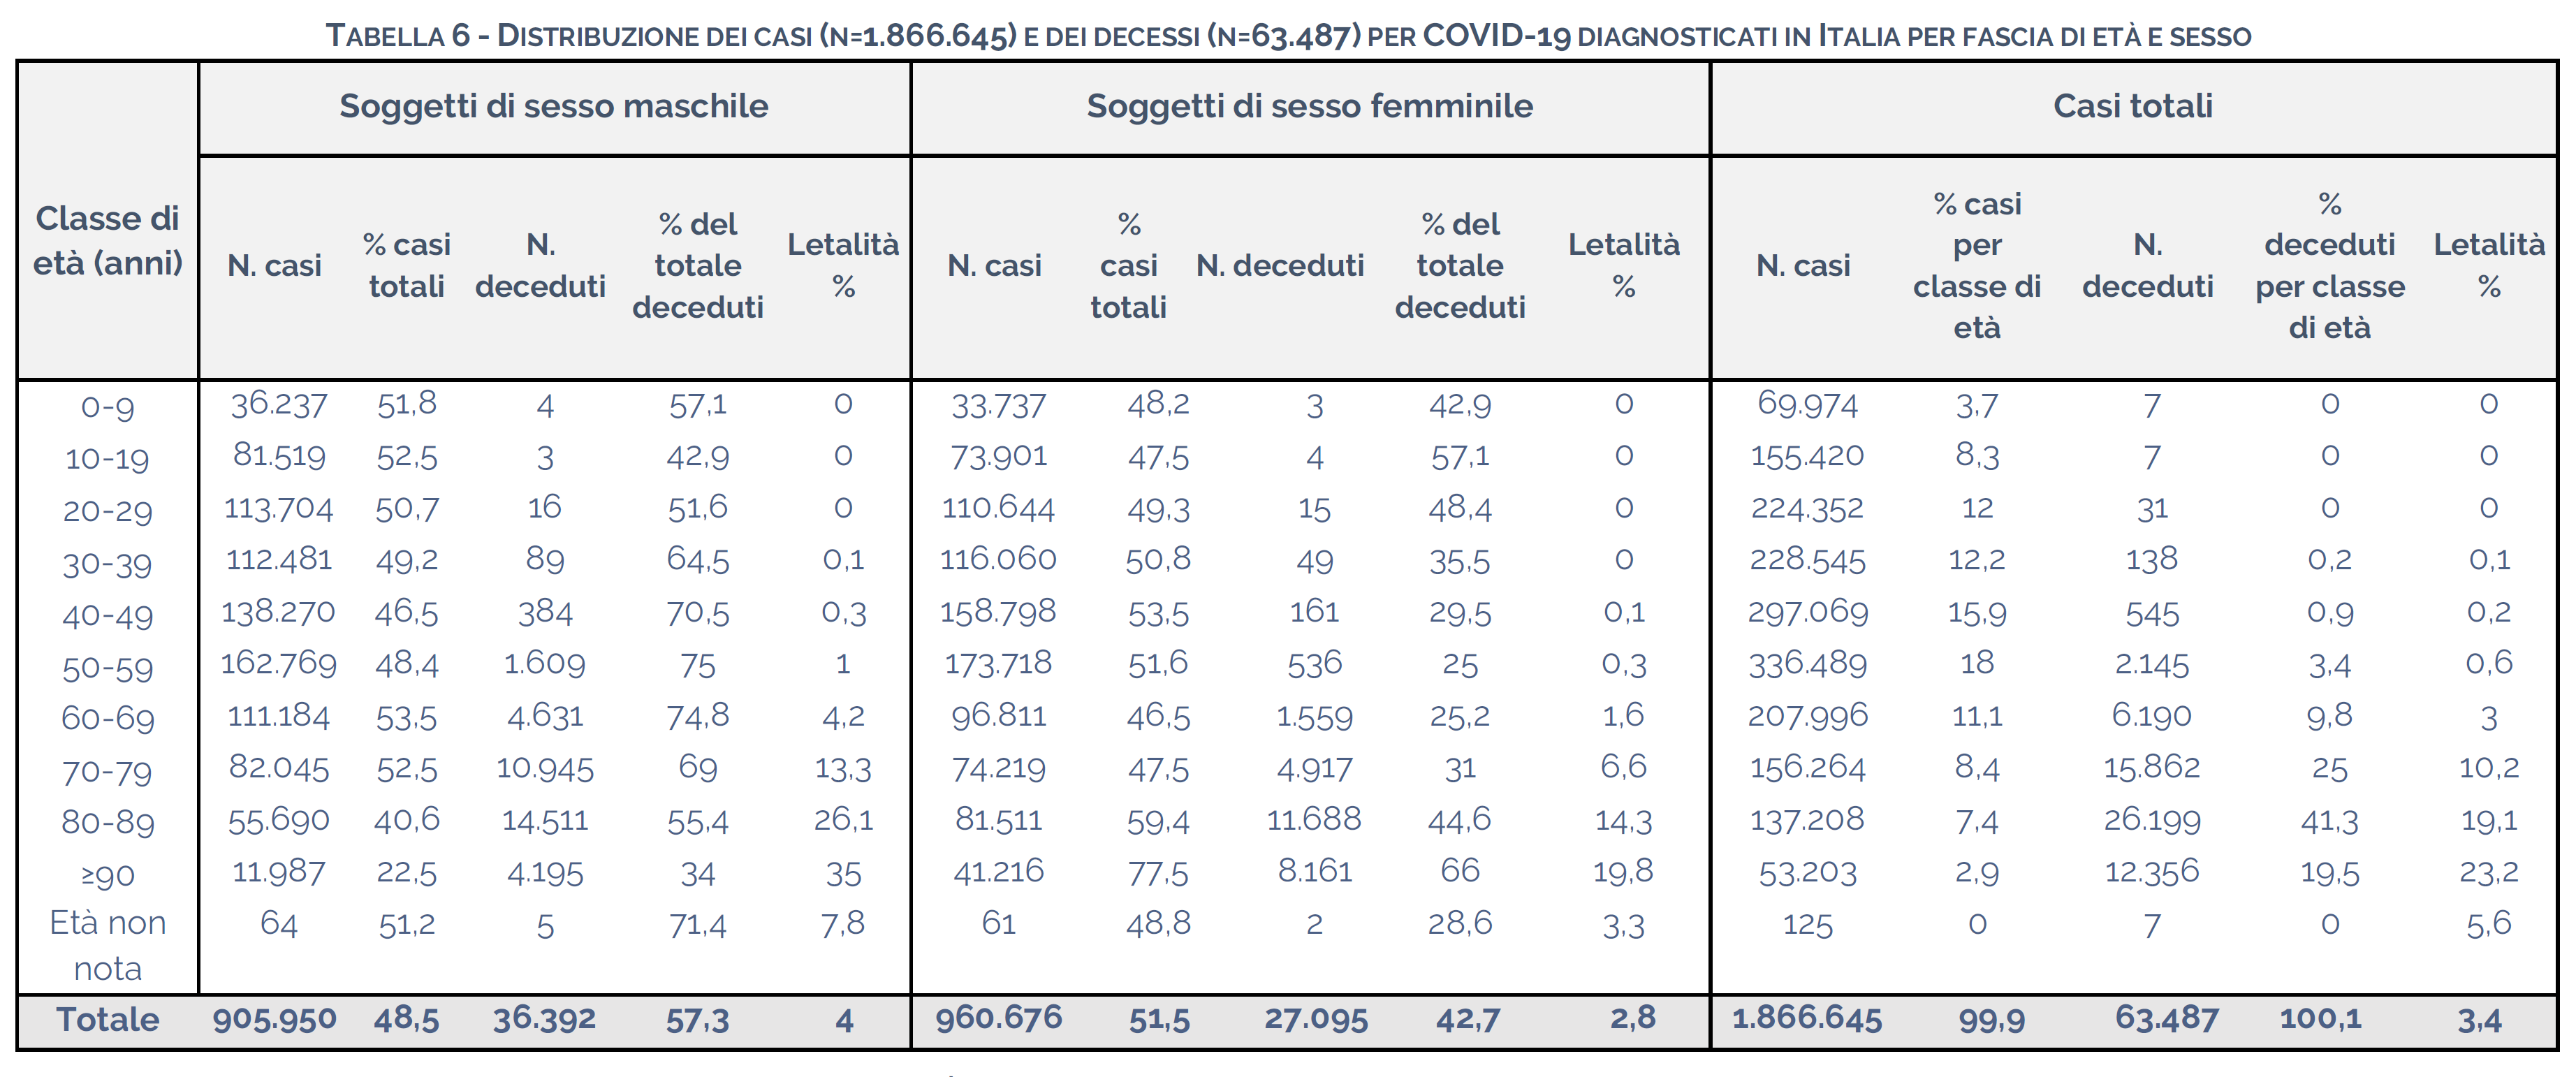 TABELLA 6 - DISTRIBUZIONE DEI CASI (N=1.866.645) E DEI DECESSI (N=63.487) PER COVID-19 DIAGNOSTICATI IN ITALIA PER FASCIA DI ETÀ E SESSO
Classe di età (anni) Soggetti di sesso maschile Soggetti di sesso femminile Casi totali
N. casi % casi totali N. deceduti % del totale deceduti Letalità % N. casi % casi totali N. deceduti % del totale deceduti Letalità % N. casi % casi per classe di età N. deceduti % deceduti per classe di età Letalità %
0-9 36.237 51,8 4 57,1 0 33.737 48,2 3 42,9 0 69.974 3,7 7 0 0
10-19 81.519 52,5 3 42,9 0 73.901 47,5 4 57,1 0 155.420 8,3 7 0 0
20-29 113.704 50,7 16 51,6 0 110.644 49,3 15 48,4 0 224.352 12 31 0 0
30-39 112.481 49,2 89 64,5 0,1 116.060 50,8 49 35,5 0 228.545 12,2 138 0,2 0,1
40-49 138.270 46,5 384 70,5 0,3 158.798 53,5 161 29,5 0,1 297.069 15,9 545 0,9 0,2
50-59 162.769 48,4 1.609 75 1 173.718 51,6 536 25 0,3 336.489 18 2.145 3,4 0,6
60-69 111.184 53,5 4.631 74,8 4,2 96.811 46,5 1.559 25,2 1,6 207.996 11,1 6.190 9,8 3
70-79 82.045 52,5 10.945 69 13,3 74.219 47,5 4.917 31 6,6 156.264 8,4 15.862 25 10,2
80-89 55.690 40,6 14.511 55,4 26,1 81.511 59,4 11.688 44,6 14,3 137.208 7,4 26.199 41,3 19,1
≥90 11.987 22,5 4.195 34 35 41.216 77,5 8.161 66 19,8 53.203 2,9 12.356 19,5 23,2
Età non nota 64 51,2 5 71,4 7,8 61 48,8 2 28,6 3,3 125 0 7 0 5,6
Totale 905.950 48,5 36.392 57,3 4 960.676 51,5 27.095 42,7 2,8 1.866.645 99,9 63.487 100,1 3,4